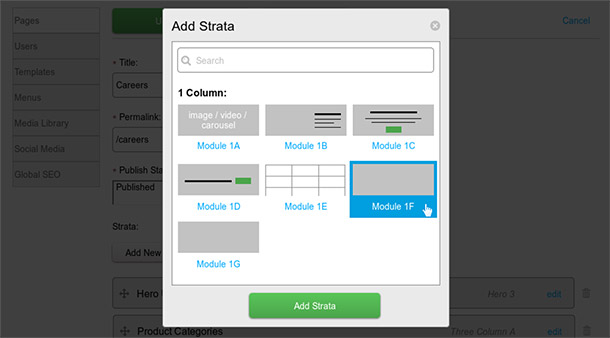 Pages
Users
Templates
Menus
Media Library
Social Media
Global SEO
Cancel
* Title:
Careers
* Permalink:
/careers
* Publish Sta
Published
Strata:
Add New
Hero
Hero 3
edit
Product Categories
Three Column A
edit
Add Strata
Search
1 Column:
image / video /
carousel
Module 1A
Module 1B
Module 1C
Module 1D
Module 1E
Module 1F
Module 1G
Add Strata